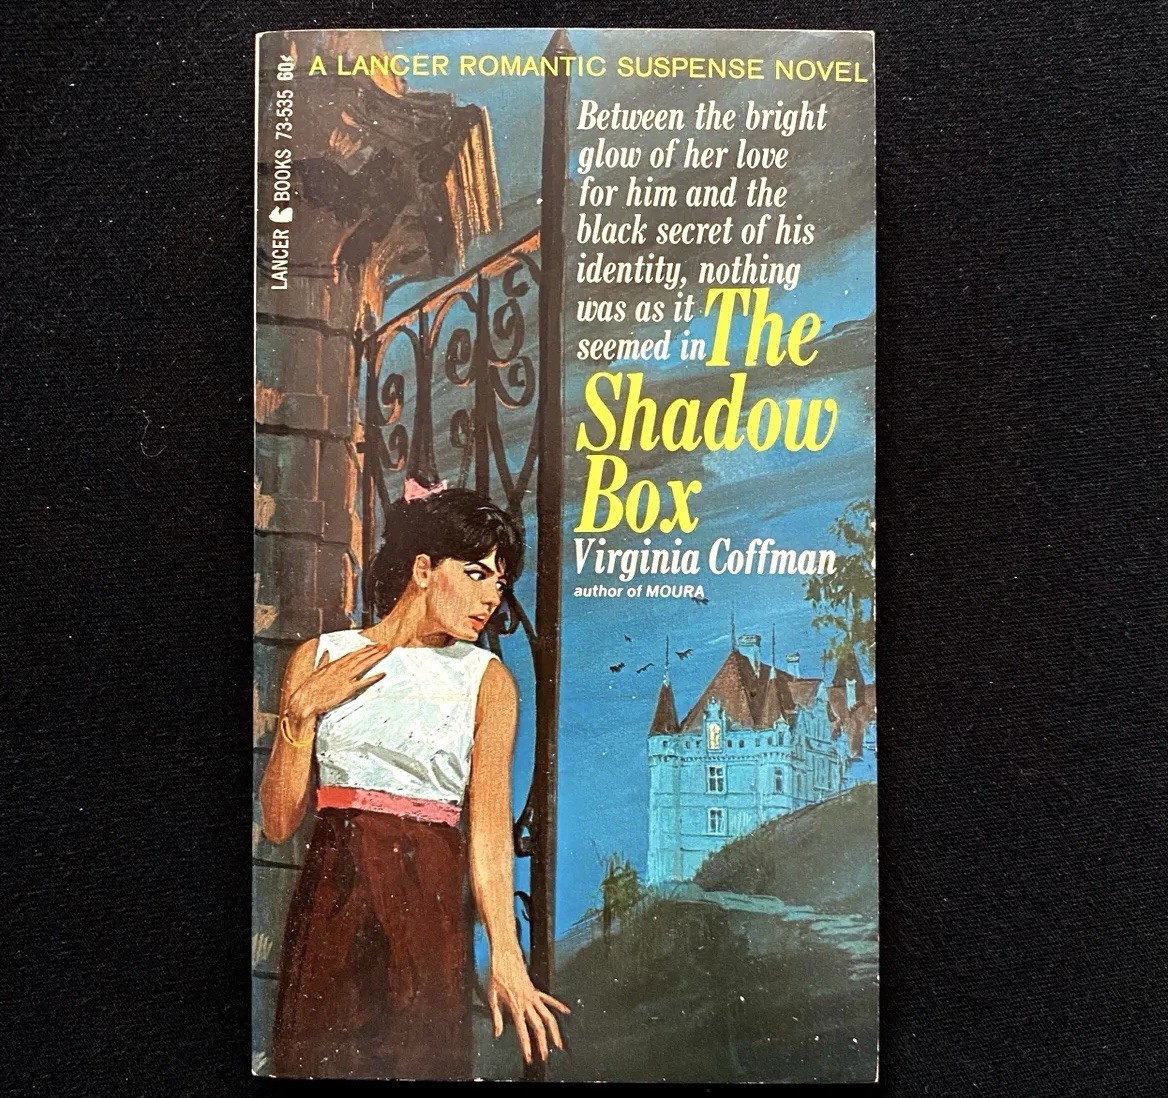 LANCER BOOKS 73-535 60¢
A LANCER ROMANTIC SUSPENSE NOVEL
Between the bright
glow of her love
for him and the
black secret of his
identity, nothing
was as it
seemed in The
Shadow
Box
Virginia Coffman
author of MOURA